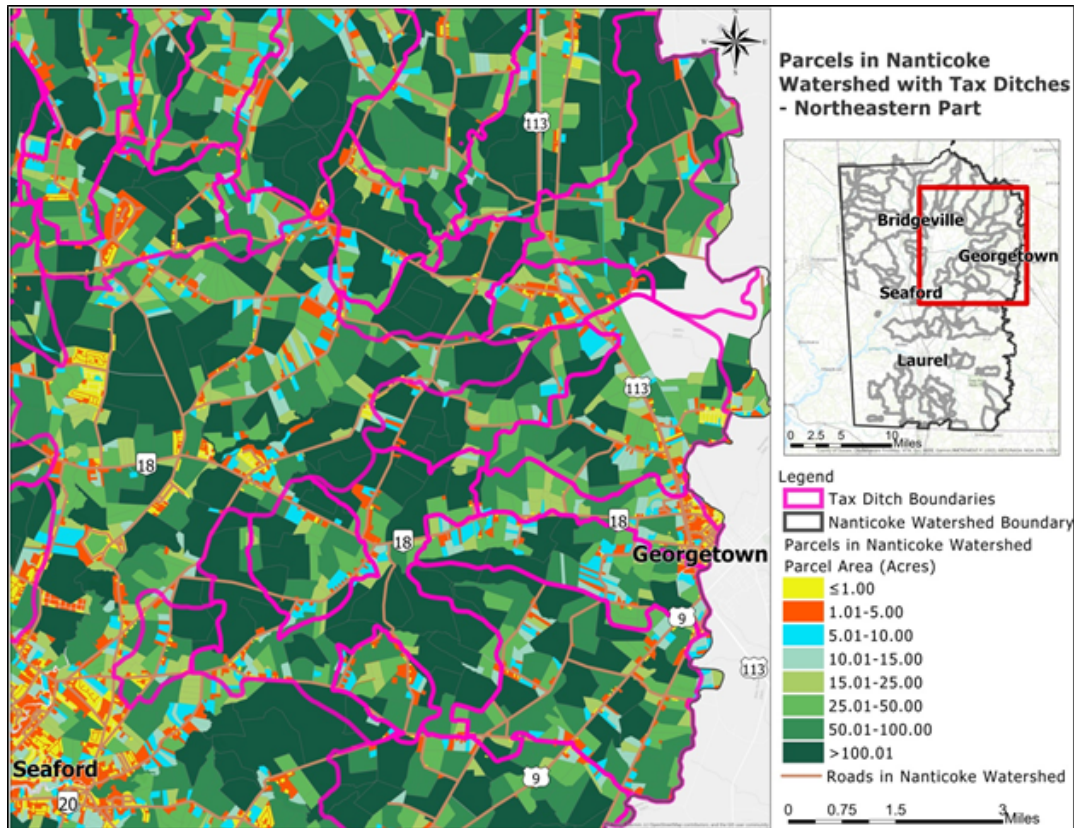 N
W
E
S
Parcels in Nanticoke
Watershed with Tax Ditches
- Northeastern Part
113
Bridgeville
Georgetown
Seaford
Laurel
0 2.5 5 10
Miles
113
18
18
18
Georgetown
9
113
9
Seaford
20
Legend
Tax Ditch Boundaries
Nanticoke Watershed Boundary
Parcels in Nanticoke Watershed
Parcel Area (Acres)
≤1.00
1.01-5.00
5.01-10.00
10.01-15.00
15.01-25.00
25.01-50.00
50.01-100.00
>100.01
Roads in Nanticoke Watershed
0 0.75 1.5 3
Miles